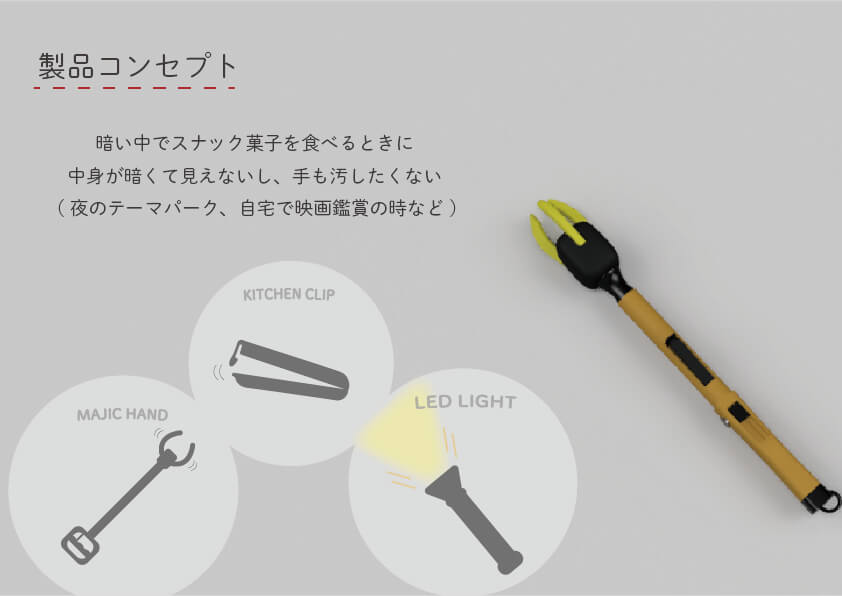 製品コンセプト
暗い中でスナック菓子を食べるときに
中身が暗くて見えないし、手も汚したくない
（ 夜のテーマパーク、自宅で映画鑑賞の時など ）
KITCHEN CLIP
MAJIC HAND
LED LIGHT